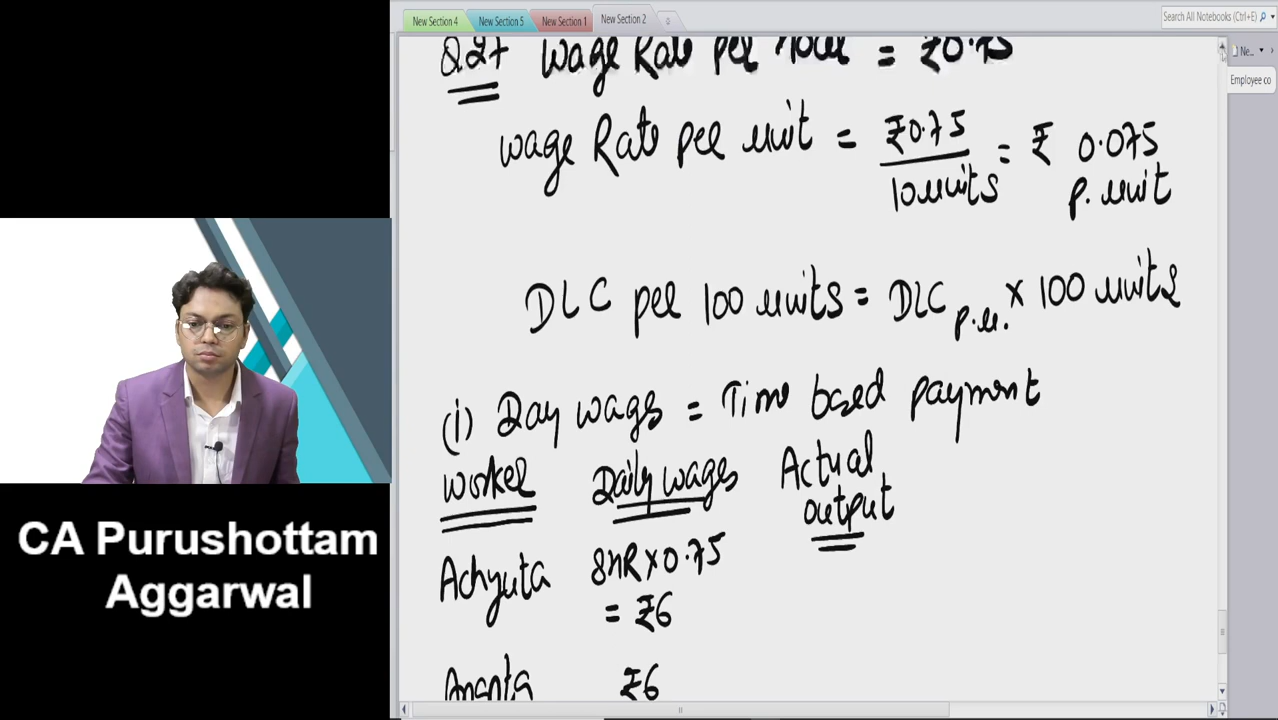 New Section 4
New Section 5
New Section 1
New Section 2
Search All Notebooks (Ctrl+E)
Ne...
Employee co
Q27 Wage Rate per hour = ₹0.75
Wage Rate per unit = ₹0.75 / 10 units = ₹ 0.075 p. unit
DLC per 100 units = DLC p.u. × 100 units
(i) Day wages = Time based payment
Worker Daily wages Actual output
Achyuta 8HR × 0.75
= ₹6
Ananta ₹6
CA Purushottam
Aggarwal